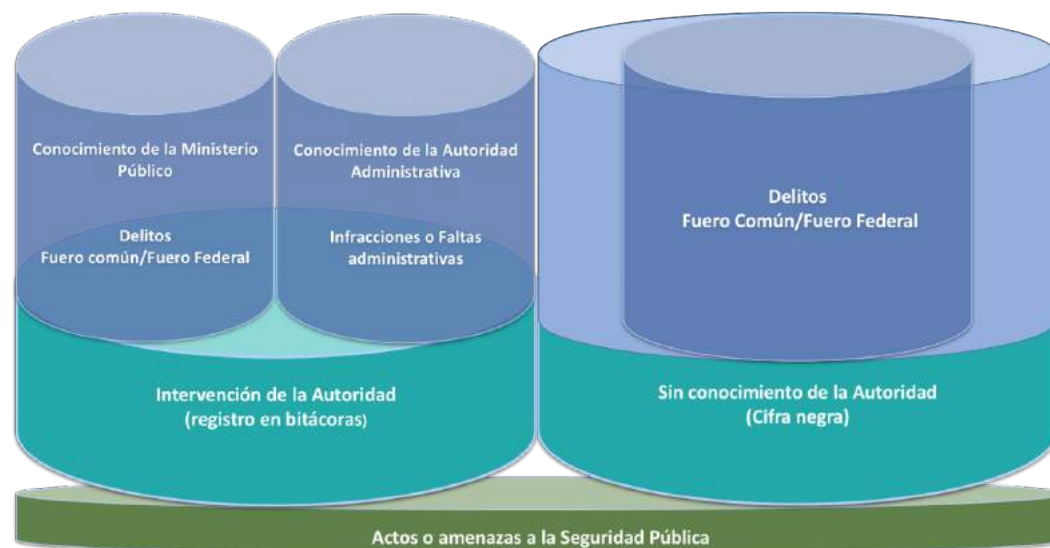 Conocimiento de la Ministerio
Público
Delitos
Fuero común/Fuero Federal
Conocimiento de la Autoridad
Administrativa
Infracciones o Faltas
administrativas
Delitos
Fuero Común/Fuero Federal
Intervención de la Autoridad
(registro en bitácoras)
Sin conocimiento de la Autoridad
(Cifra negra)
Actos o amenazas a la Seguridad Pública